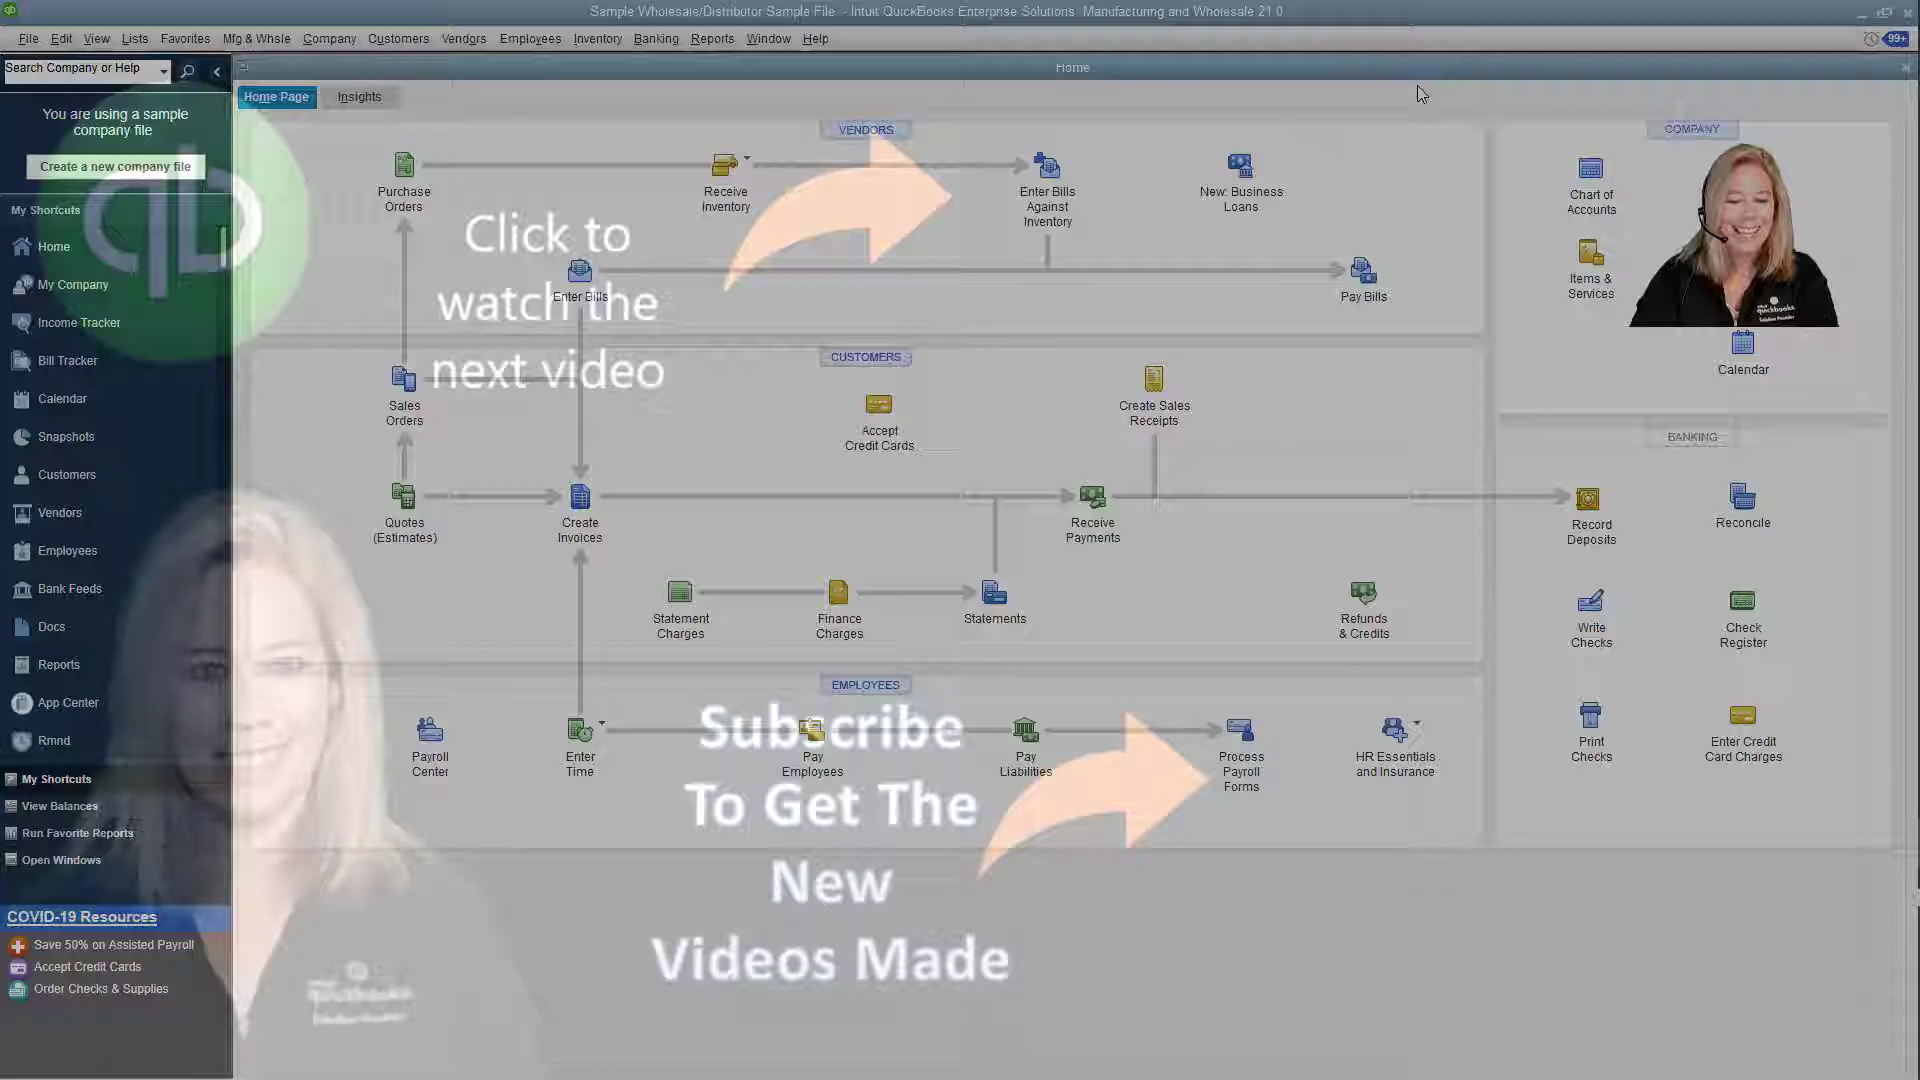 Sample Wholesale/Distributor Sample File - Intuit QuickBooks Enterprise Solutions Manufacturing and Wholesale 21.0
File Edit View Lists Favorites Mfg & Whsle Company Customers Vendors Employees Inventory Banking Reports Window Help
99+
Search Company or Help
Home
Home Page
Insights
You are using a sample
company file
Create a new company file
My Shortcuts
Home
My Company
Income Tracker
Bill Tracker
Calendar
Snapshots
Customers
Vendors
Employees
Bank Feeds
Docs
Reports
App Center
Rmnd
My Shortcuts
View Balances
Run Favorite Reports
Open Windows
COVID-19 Resources
Save 50% on Assisted Payroll
Accept Credit Cards
Order Checks & Supplies
VENDORS
Purchase
Orders
Receive
Inventory
Enter Bills
Against
Inventory
New: Business
Loans
Enter Bills
Pay Bills
Click to
watch the
next video
CUSTOMERS
Sales
Orders
Accept
Credit Cards
Create Sales
Receipts
Quotes
(Estimates)
Create
Invoices
Receive
Payments
Statement
Charges
Finance
Charges
Statements
Refunds
& Credits
EMPLOYEES
Payroll
Center
Enter
Time
Pay
Employees
Pay
Liabilities
Process
Payroll
Forms
HR Essentials
and Insurance
Subscribe
To Get The
New
Videos Made
COMPANY
Chart of
Accounts
Items &
Services
Calendar
quickbooks
BANKING
Record
Deposits
Reconcile
Write
Checks
Check
Register
Print
Checks
Enter Credit
Card Charges
quickbooks
Solution Provider